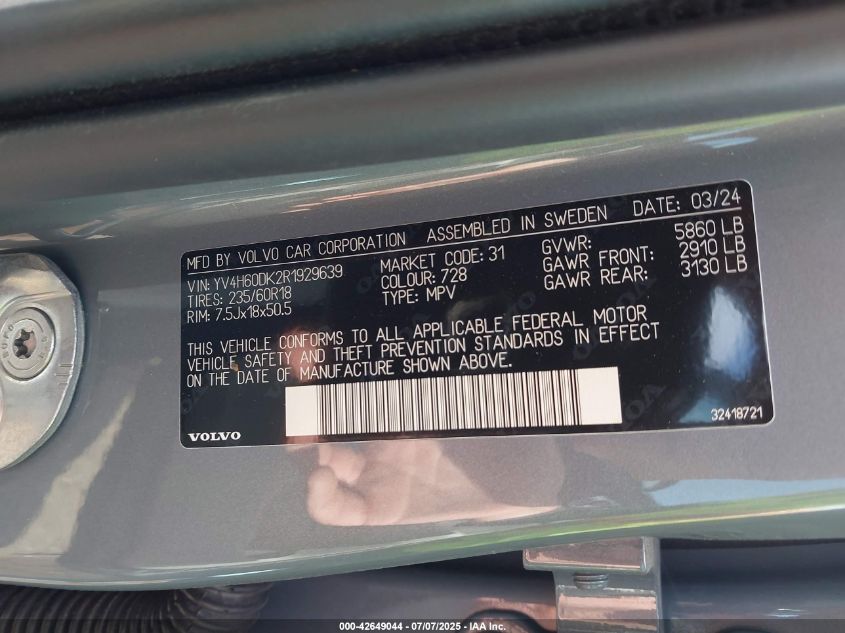 MFD BY VOLVO CAR CORPORATION ASSEMBLED IN SWEDEN DATE: 03/24
VIN: YV4H60DK2R1929639 MARKET CODE: 31 GVWR: 5860 LB
TIRES: 235/60R18 COLOUR: 728 GAWR FRONT: 2910 LB
RIM: 7.5Jx18x50.5 TYPE: MPV GAWR REAR: 3130 LB
THIS VEHICLE CONFORMS TO ALL APPLICABLE FEDERAL MOTOR
VEHICLE SAFETY AND THEFT PREVENTION STANDARDS IN EFFECT
ON THE DATE OF MANUFACTURE SHOWN ABOVE.
VOLVO
32418721
000-42649044 - 07/07/2025 - IAA Inc.